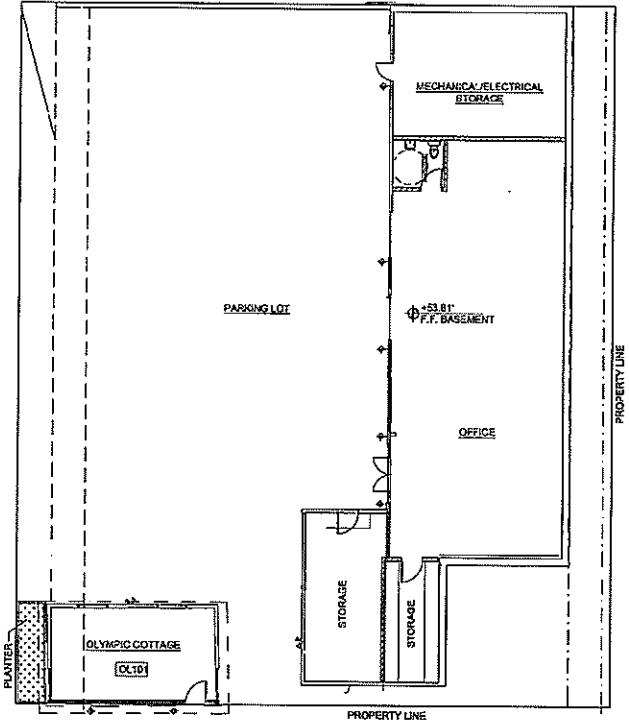 MECHANICAL/ELECTRICAL
STORAGE
PARKING LOT
+53.81'
F.F. BASEMENT
PROPERTY LINE
OFFICE
STORAGE
STORAGE
PLANTER
OLYMPIC COTTAGE
OL101
PROPERTY LINE